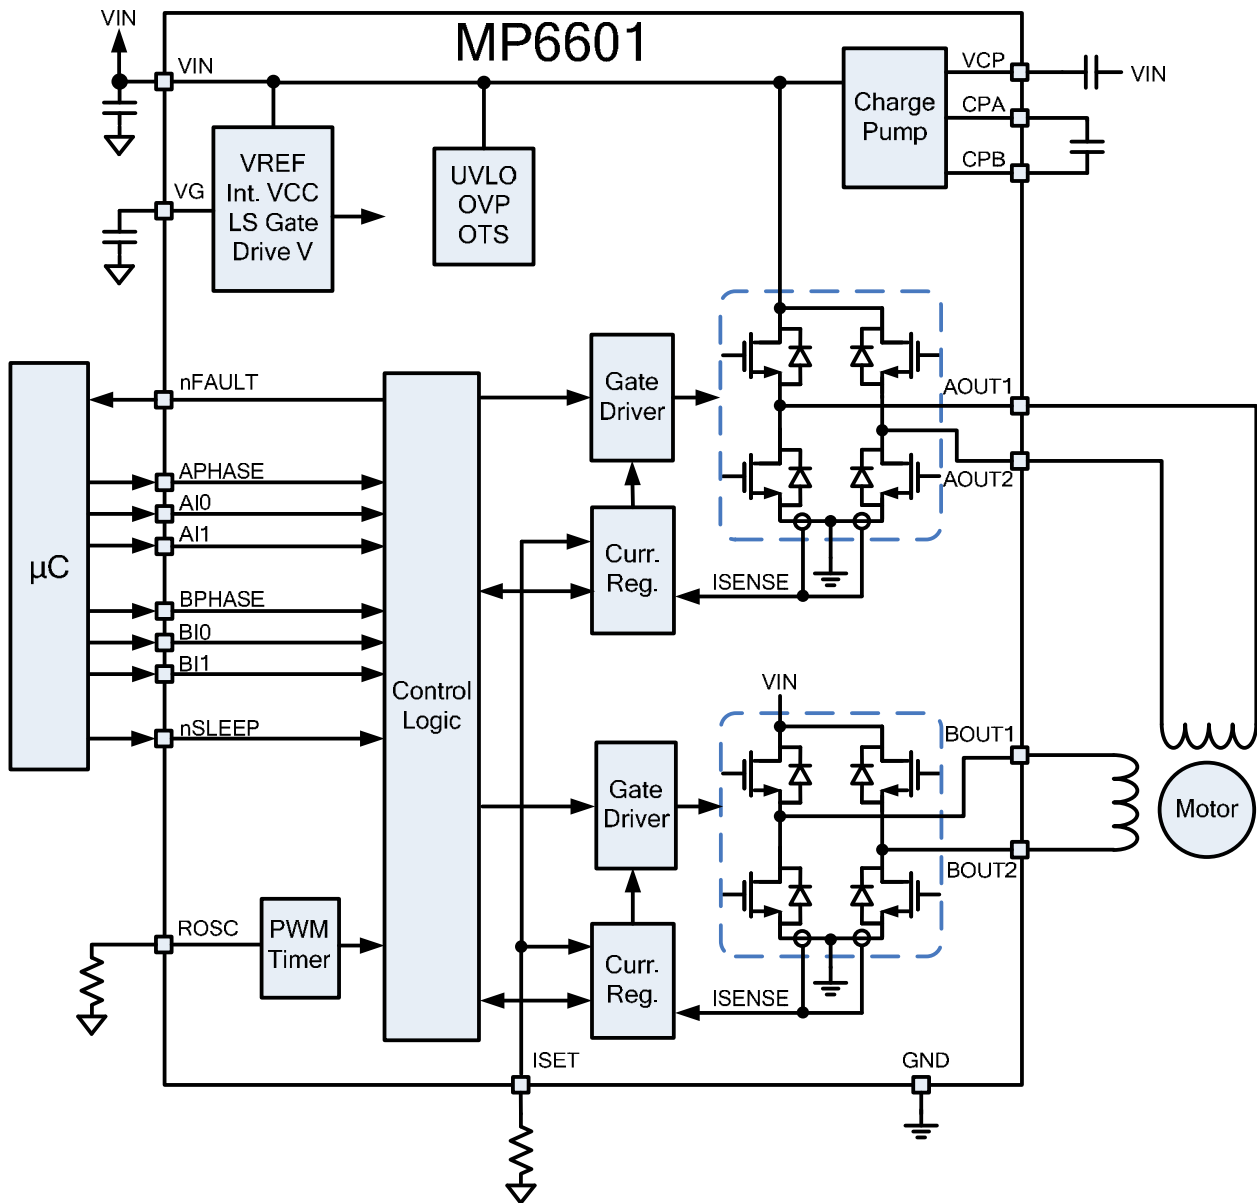 VIN
MP6601
VIN
VCP
VIN
Charge
Pump
CPA
CPB
VREF
Int. VCC
LS Gate
Drive V
UVLO
OVP
OTS
VG
nFAULT
Gate
Driver
AOUT1
APHASE
AI0
AI1
AOUT2
µC
Curr.
Reg.
ISENSE
BPHASE
BI0
BI1
Control
Logic
VIN
nSLEEP
BOUT1
Gate
Driver
Motor
BOUT2
ROSC
PWM
Timer
Curr.
Reg.
ISENSE
ISET
GND